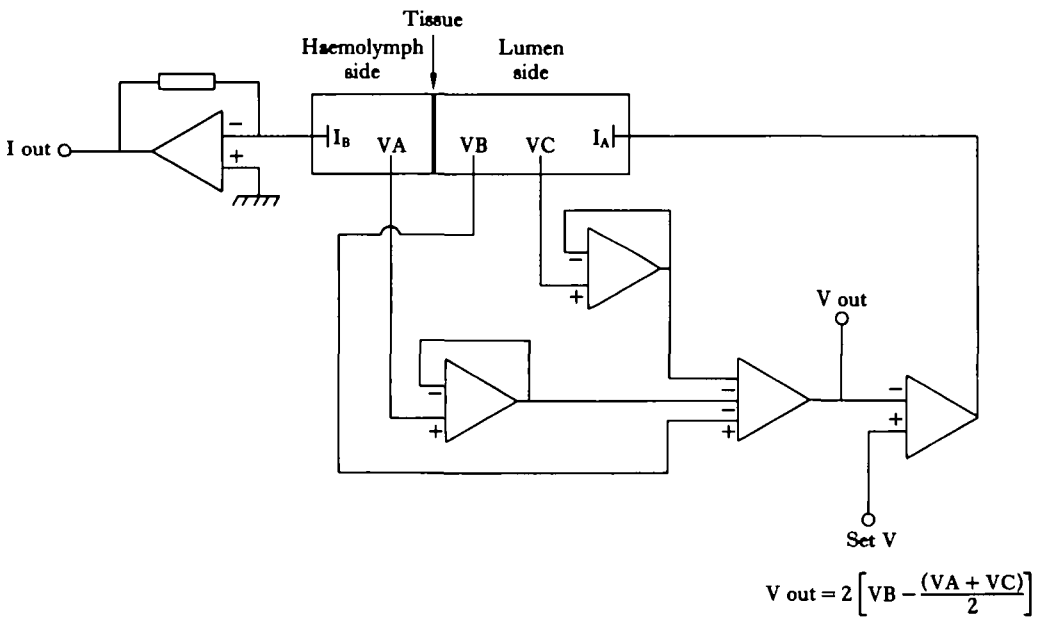 Tissue
Haemolymph side
Lumen side
I out
−
+
I_B
VA
VB
VC
I_A
−
+
V out
−
+
−
−
+
−
+
Set V
V out = 2 [VB − (VA + VC)/2]